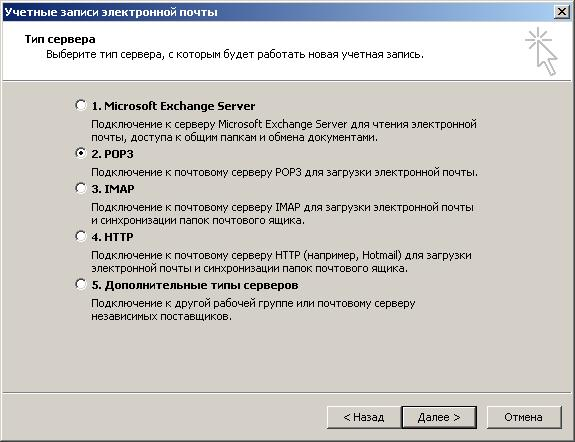 Учетные записи электронной почты
Тип сервера
Выберите тип сервера, с которым будет работать новая учетная запись.
1. Microsoft Exchange Server
Подключение к серверу Microsoft Exchange Server для чтения электронной
почты, доступа к общим папкам и обмена документами.
2. POP3
Подключение к почтовому серверу POP3 для загрузки электронной почты.
3. IMAP
Подключение к почтовому серверу IMAP для загрузки электронной почты
и синхронизации папок почтового ящика.
4. HTTP
Подключение к почтовому серверу HTTP (например, Hotmail) для загрузки
электронной почты и синхронизации папок почтового ящика.
5. Дополнительные типы серверов
Подключение к другой рабочей группе или почтовому серверу
независимых поставщиков.
< Назад Далее > Отмена